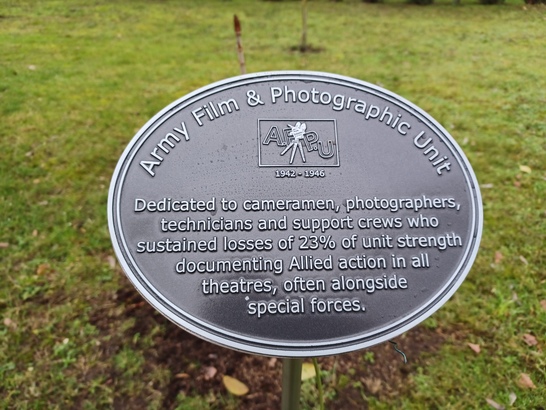 Army Film & Photographic Unit
AFPU
1942 - 1946
Dedicated to cameramen, photographers,
technicians and support crews who
sustained losses of 23% of unit strength
documenting Allied action in all
theatres, often alongside
special forces.